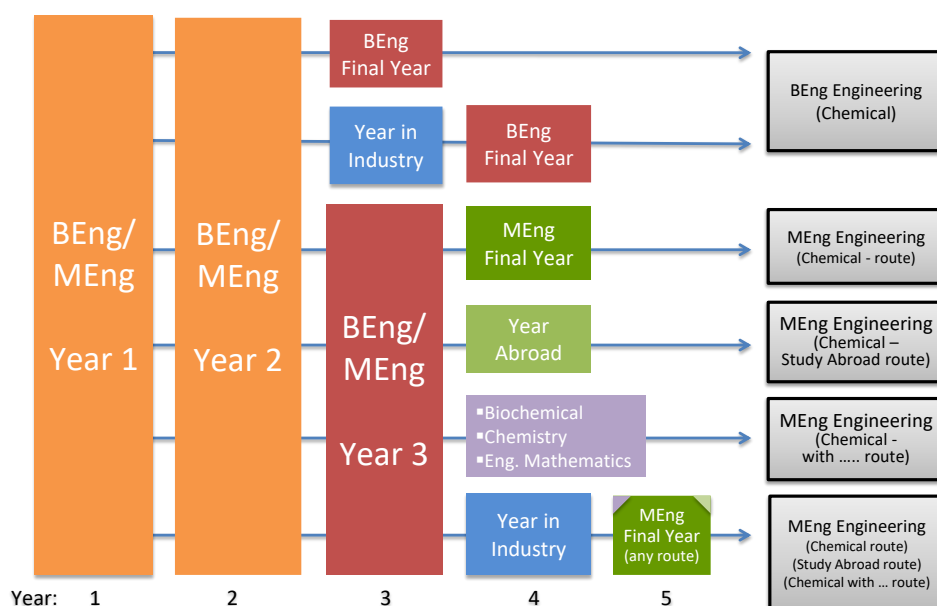 BEng/
MEng
Year 1
BEng/
MEng
Year 2
BEng
Final Year
BEng Engineering
(Chemical)
Year in
Industry
BEng
Final Year
BEng/
MEng
Year 3
MEng
Final Year
MEng Engineering
(Chemical - route)
Year
Abroad
MEng Engineering
(Chemical –
Study Abroad route)
▪Biochemical
▪Chemistry
▪Eng. Mathematics
MEng Engineering
(Chemical -
with ..... route)
Year in
Industry
MEng
Final Year
(any route)
MEng Engineering
(Chemical route)
(Study Abroad route)
(Chemical with ... route)
Year: 1 2 3 4 5